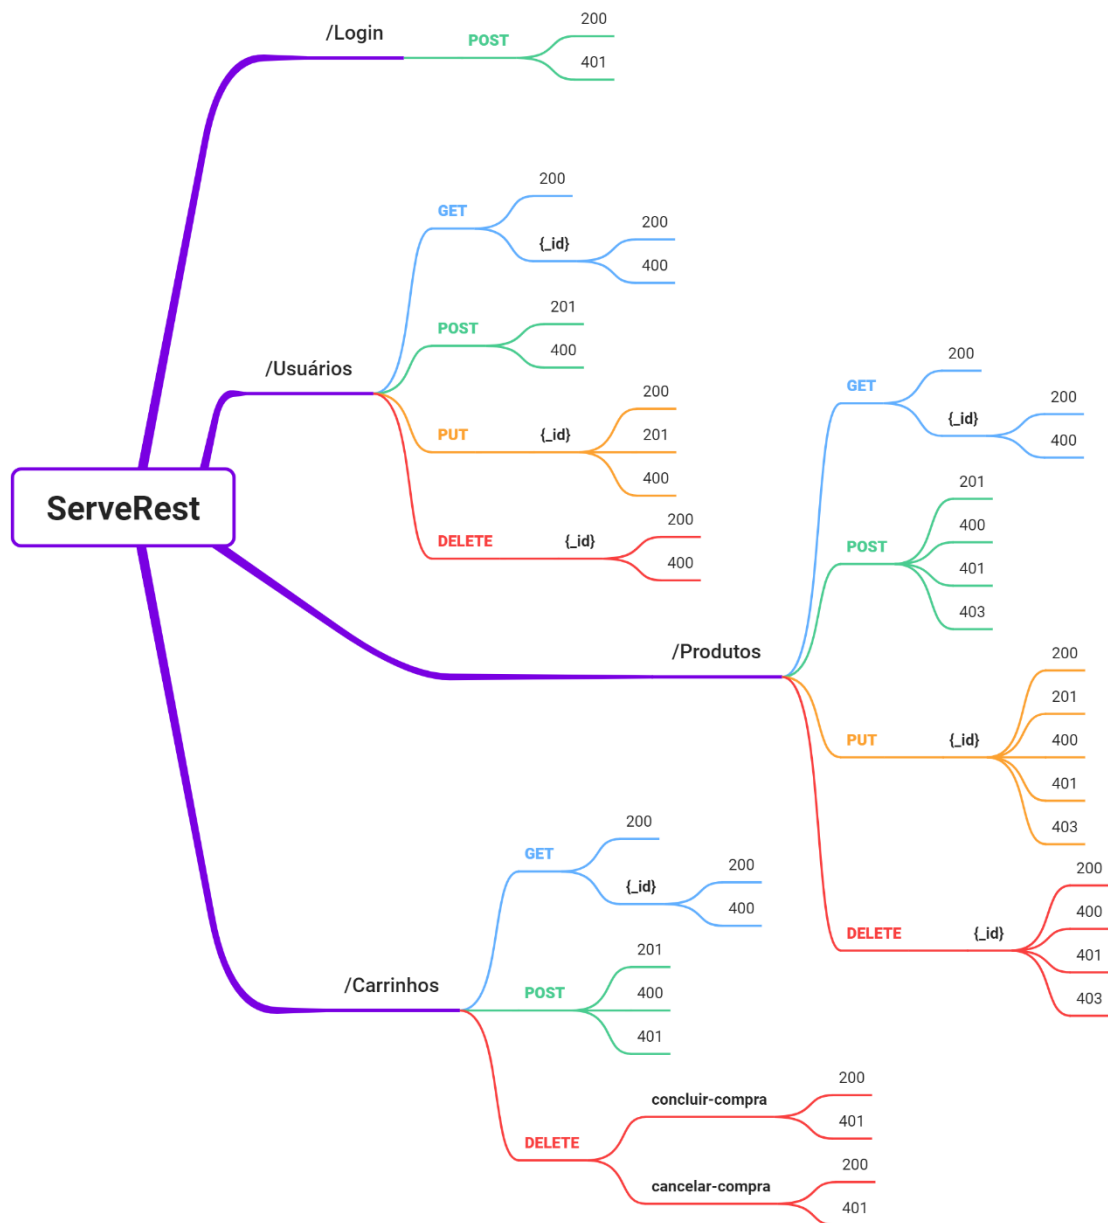 ServeRest
/Login
POST
200
401
/Usuários
GET
200
{_id}
200
400
POST
201
400
PUT
{_id}
200
201
400
DELETE
{_id}
200
400
/Produtos
GET
200
{_id}
200
400
POST
201
400
401
403
PUT
{_id}
200
201
400
401
403
DELETE
{_id}
200
400
401
403
/Carrinhos
GET
200
{_id}
200
400
POST
201
400
401
DELETE
concluir-compra
200
401
cancelar-compra
200
401